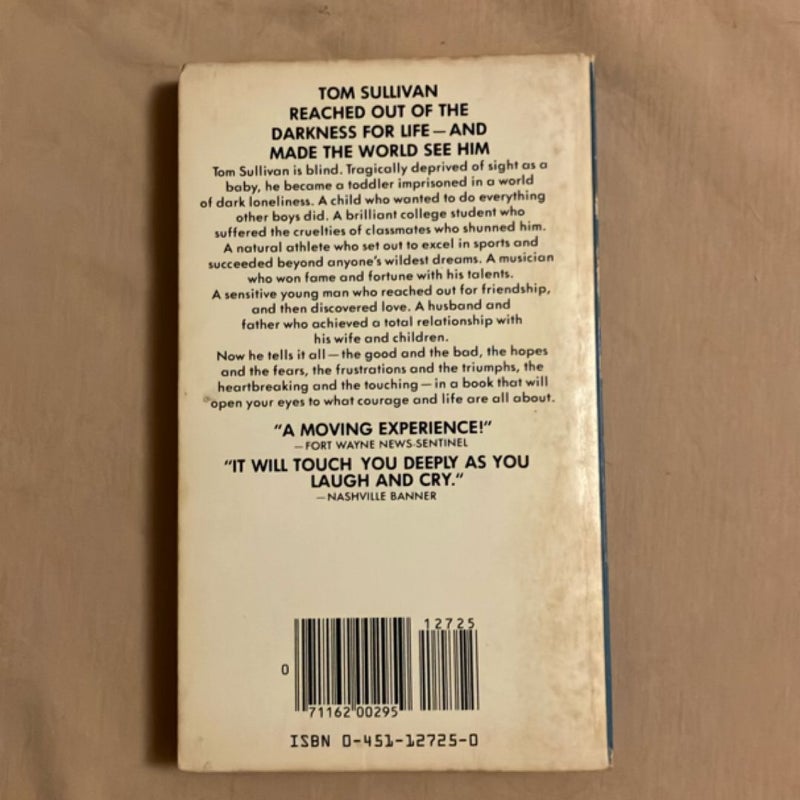 TOM SULLIVAN
REACHED OUT OF THE
DARKNESS FOR LIFE—AND
MADE THE WORLD SEE HIM
Tom Sullivan is blind. Tragically deprived of sight as a
baby, he became a toddler imprisoned in a world
of dark loneliness. A child who wanted to do everything
other boys did. A brilliant college student who
suffered the cruelties of classmates who shunned him.
A natural athlete who set out to excel in sports and
succeeded beyond anyone's wildest dreams. A musician
who won fame and fortune with his talents.
A sensitive young man who reached out for friendship,
and then discovered love. A husband and
father who achieved a total relationship with
his wife and children.
Now he tells it all—the good and the bad, the hopes
and the fears, the frustrations and the triumphs, the
heartbreaking and the touching—in a book that will
open your eyes to what courage and life are all about.
"A MOVING EXPERIENCE!"
—FORT WAYNE NEWS-SENTINEL
"IT WILL TOUCH YOU DEEPLY AS YOU
LAUGH AND CRY."
—NASHVILLE BANNER
12725
0
71162 00295
ISBN 0-451-12725-0